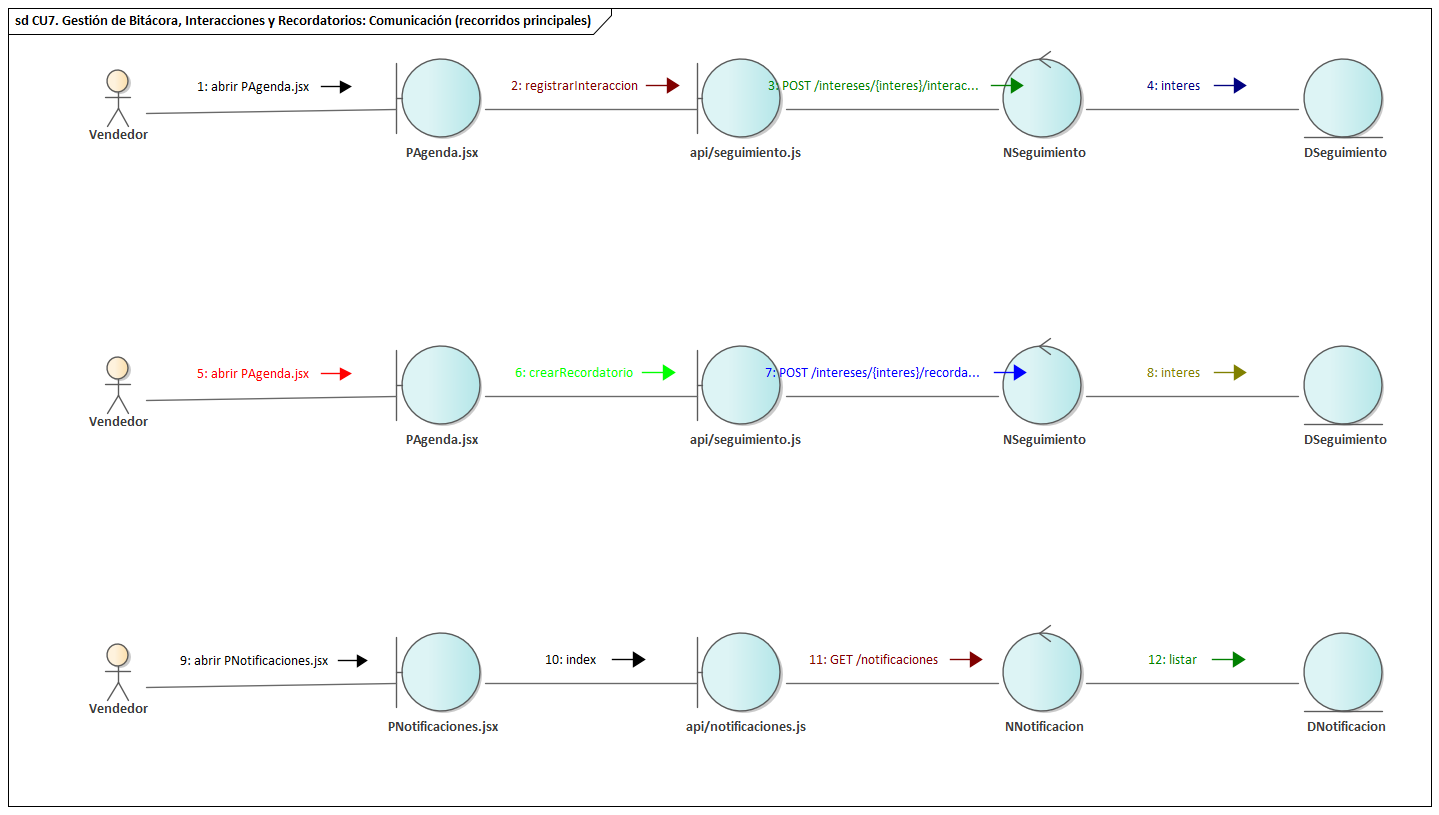 sd CU7. Gestión de Bitácora, Interacciones y Recordatorios: Comunicación (recorridos principales)
1: abrir PAgenda.jsx
2: registrarInteraccion
3: POST /intereses/{interes}/interac...
4: interes
Vendedor
PAgenda.jsx
api/seguimiento.js
NSeguimiento
DSeguimiento
5: abrir PAgenda.jsx
6: crearRecordatorio
7: POST /intereses/{interes}/recorda...
8: interes
Vendedor
PAgenda.jsx
api/seguimiento.js
NSeguimiento
DSeguimiento
9: abrir PNotificaciones.jsx
10: index
11: GET /notificaciones
12: listar
Vendedor
PNotificaciones.jsx
api/notificaciones.js
NNotificacion
DNotificacion